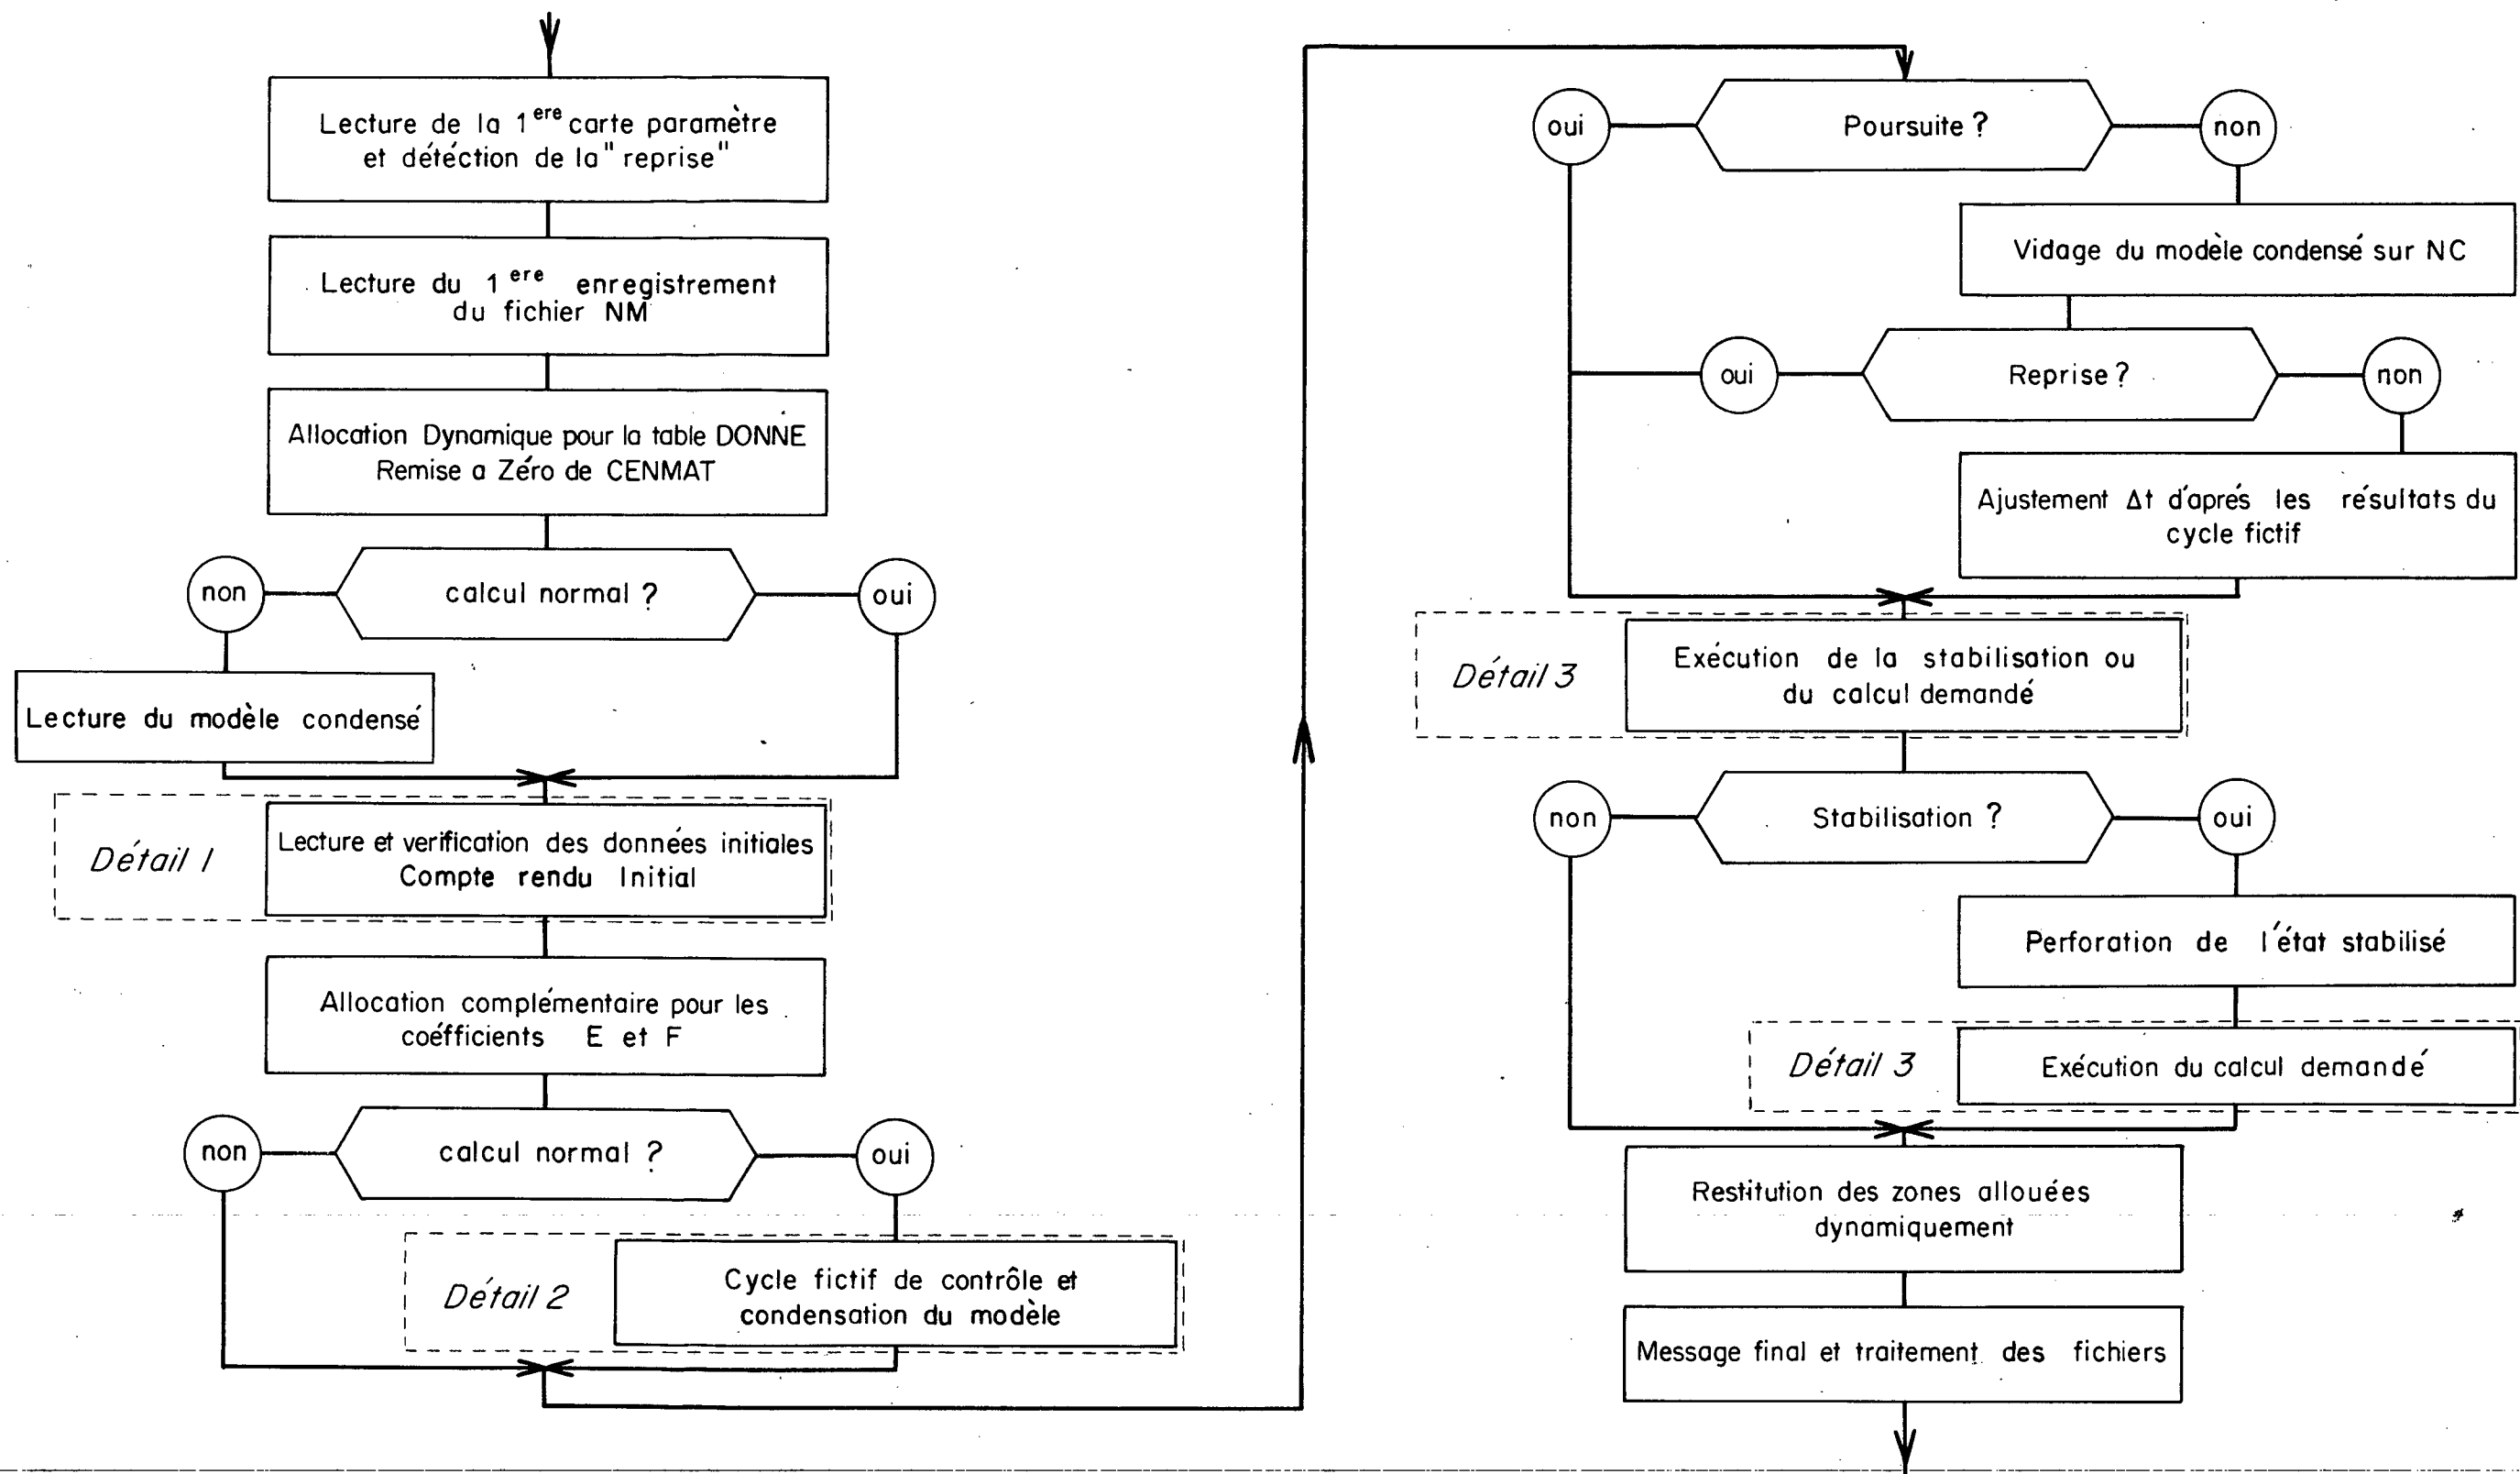 Lecture de la 1ere carte paramètre
et détéction de la "reprise"
Lecture du 1ere enregistrement
du fichier NM
Allocation Dynamique pour la table DONNE
Remise a Zéro de CENMAT
non
calcul normal ?
oui
Lecture du modèle condensé
Détail 1
Lecture et verification des données initiales
Compte rendu Initial
Allocation complémentaire pour les
coéfficients E et F
non
calcul normal ?
oui
Détail 2
Cycle fictif de contrôle et
condensation du modèle
oui
Poursuite ?
non
Vidage du modèle condensé sur NC
oui
Reprise ?
non
Ajustement Δt d'aprés les résultats du
cycle fictif
Détail 3
Exécution de la stabilisation ou
du calcul demandé
non
Stabilisation ?
oui
Perforation de l'état stabilisé
Détail 3
Exécution du calcul demandé
Restitution des zones allouées
dynamiquement
Message final et traitement des fichiers